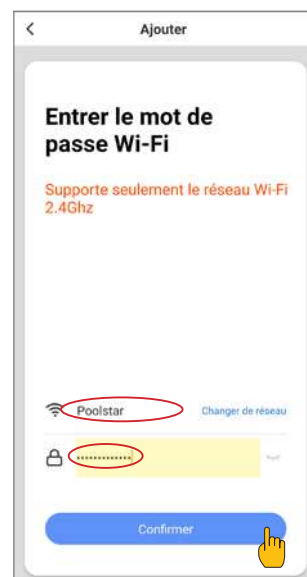 Ajouter
Entrer le mot de
passe Wi-Fi
Supporte seulement le réseau Wi-Fi
2.4Ghz
Poolstar Changer de réseau
•••••••••••••
Confirmer